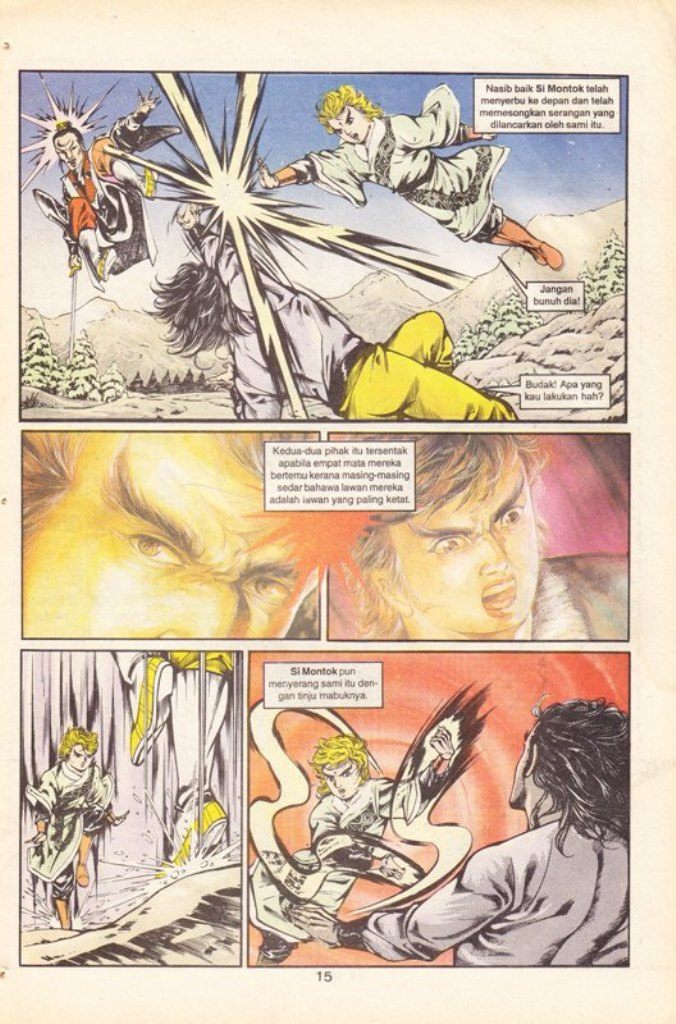 Nasib baik Si Montok telah
menyerbu ke depan dan telah
memesongkan serangan yang
dilancarkan oleh sami itu.
Jangan
bunuh dia!
Budak! Apa yang
kau lakukan hah?
Kedua-dua pihak itu tersentak
apabila empat mata mereka
bertemu kerana masing-masing
sedar bahawa lawan mereka
adalah lawan yang paling ketat.
Si Montok pun
menyerang sami itu den-
gan tinju mabuknya.
15